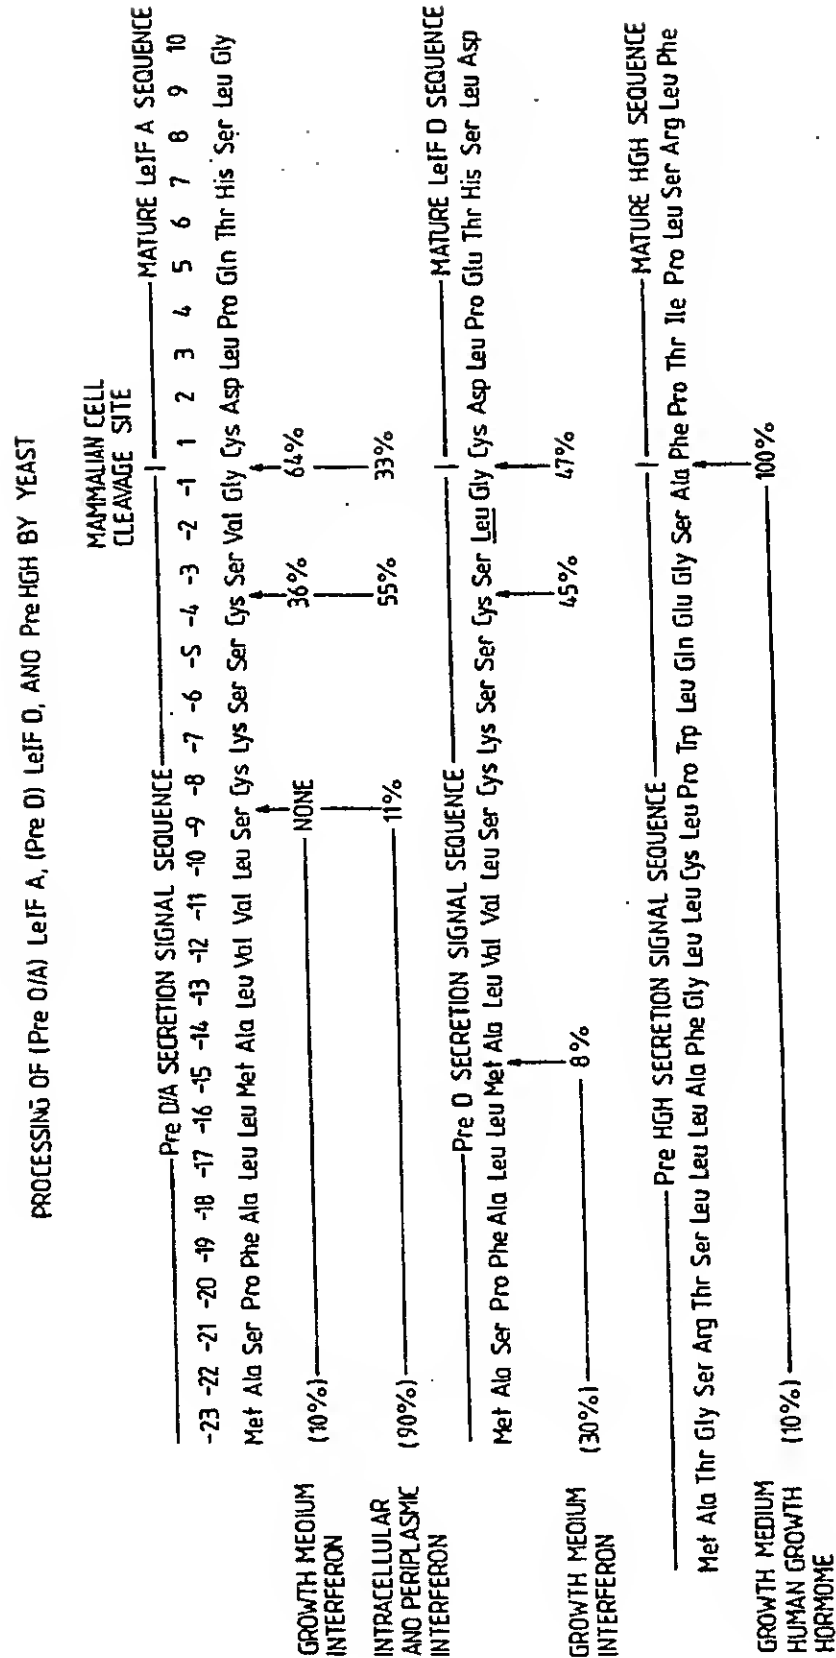 PROCESSING OF (Pre D/A) LeIF A, (Pre D) LeIF D, AND Pre HGH BY YEAST
MAMMALIAN CELL
CLEAVAGE SITE
Pre D/A SECRETION SIGNAL SEQUENCE MATURE LeIF A SEQUENCE
-23 -22 -21 -20 -19 -18 -17 -16 -15 -14 -13 -12 -11 -10 -9 -8 -7 -6 -5 -4 -3 -2 -1 1 2 3 4 5 6 7 8 9 10
Met Ala Ser Pro Phe Ala Leu Leu Met Ala Leu Val Val Leu Ser Cys Lys Ser Ser Cys Ser Val Gly Cys Asp Leu Pro Gln Thr His Ser Leu Gly
GROWTH MEDIUM
INTERFERON
(10%) NONE 36% 64%
INTRACELLULAR
AND PERIPLASMIC
INTERFERON
(90%) 11% 55% 33%
Pre D SECRETION SIGNAL SEQUENCE MATURE LeIF D SEQUENCE
Met Ala Ser Pro Phe Ala Leu Leu Met Ala Leu Val Val Leu Ser Cys Lys Ser Ser Cys Ser Leu Gly Cys Asp Leu Pro Glu Thr His Ser Leu Asp
GROWTH MEDIUM
INTERFERON
(30%) 8% 45% 47%
Pre HGH SECRETION SIGNAL SEQUENCE MATURE HGH SEQUENCE
Met Ala Thr Gly Ser Arg Thr Ser Leu Leu Leu Ala Phe Gly Leu Leu Cys Leu Pro Trp Leu Gln Glu Gly Ser Ala Phe Pro Thr Ile Pro Leu Ser Arg Leu Phe
GROWTH MEDIUM
HUMAN GROWTH
HORMOME
(10%) 100%